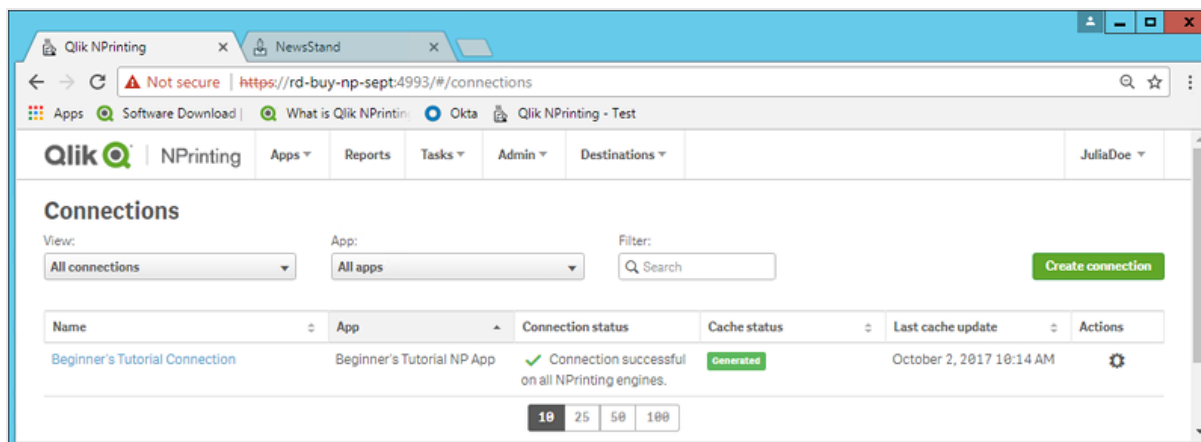 Qlik NPrinting NewsStand
Not secure | https://rd-buy-np-sept:4993/#/connections
Apps Software Download | What is Qlik NPrintin Okta Qlik NPrinting - Test
Qlik NPrinting Apps Reports Tasks Admin Destinations JuliaDoe
Connections
View: App: Filter:
All connections All apps Search Create connection
Name App Connection status Cache status Last cache update Actions
Beginner's Tutorial Connection Beginner's Tutorial NP App Connection successful Generated October 2, 2017 10:14 AM
on all NPrinting engines.
10 25 50 100